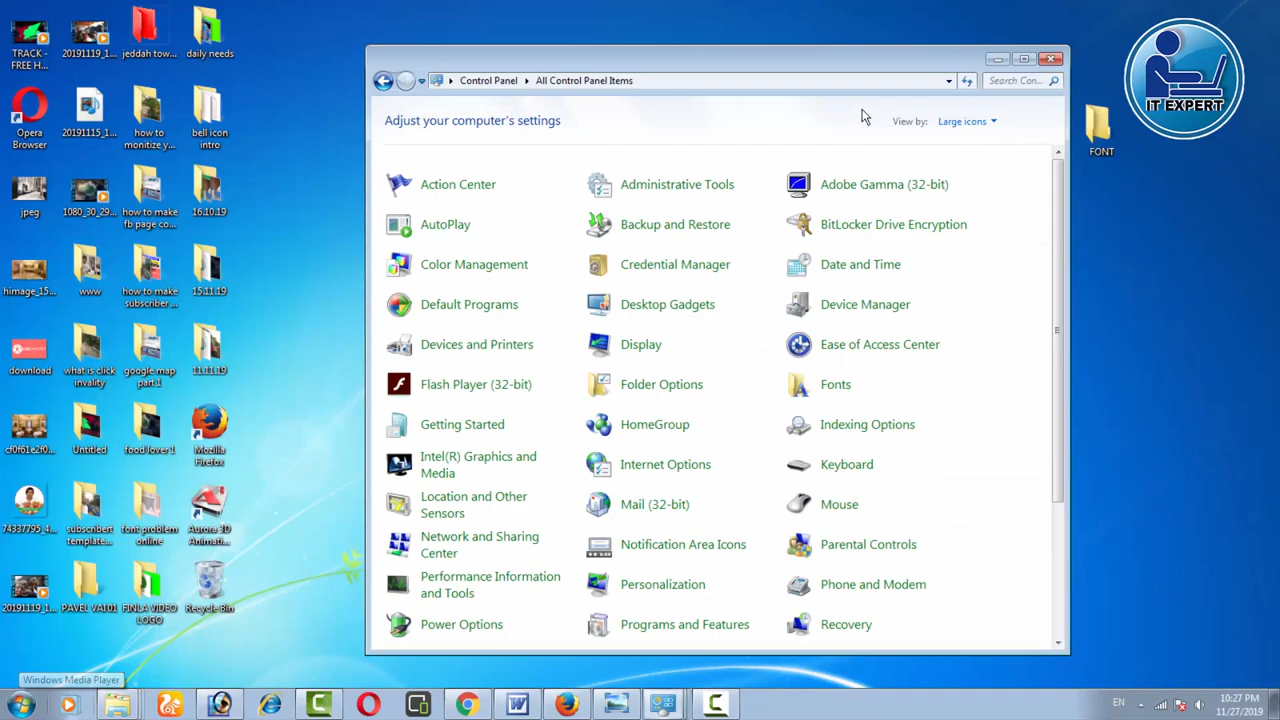 TRACK -
FREE H...
20191119_1...
jeddah tow...
daily needs
Opera
Browser
20191115_1...
how to
monitize y...
bell icon
intro
jpeg
1080_30_29...
how to make
fb page co...
16.10.19
himage_15...
www
how to make
subscriber ...
15.11.19
download
what is click
invality
google map
part 1
11.11.19
cf0f61e2f0...
Untitled
food lover1
Mozilla
Firefox
74337795_4...
subscribert
template...
font problem
online
Aurora 3D
Animati...
20191119_1...
PAVEL VAI.01
FINLA VIDEO
LOGO
Recycle Bin
Control Panel
All Control Panel Items
Search Con...
Adjust your computer's settings
View by:
Large icons
Action Center
Administrative Tools
Adobe Gamma (32-bit)
AutoPlay
Backup and Restore
BitLocker Drive Encryption
Color Management
Credential Manager
Date and Time
Default Programs
Desktop Gadgets
Device Manager
Devices and Printers
Display
Ease of Access Center
Flash Player (32-bit)
Folder Options
Fonts
Getting Started
HomeGroup
Indexing Options
Intel(R) Graphics and
Media
Internet Options
Keyboard
Location and Other
Sensors
Mail (32-bit)
Mouse
Network and Sharing
Center
Notification Area Icons
Parental Controls
Performance Information
and Tools
Personalization
Phone and Modem
Power Options
Programs and Features
Recovery
IT EXPERT
FONT
Windows Media Player
EN
10:27 PM
11/27/2019